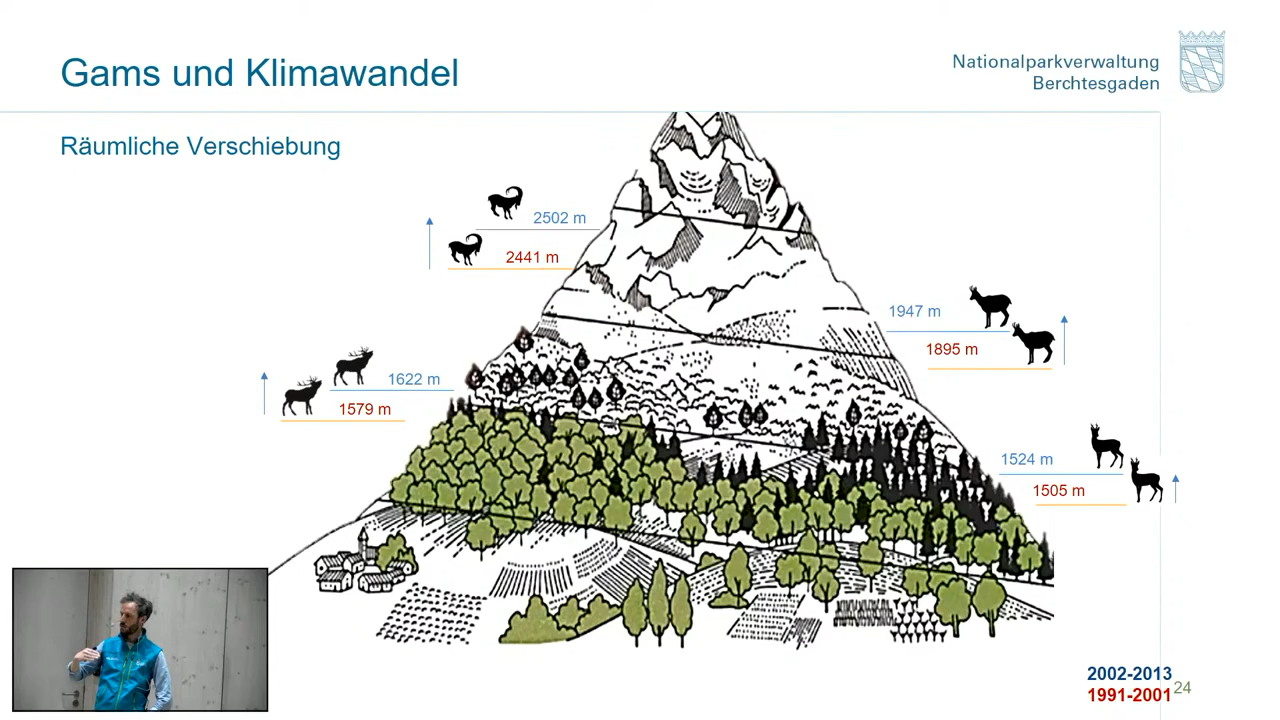 Gams und Klimawandel
Nationalparkverwaltung
Berchtesgaden
Räumliche Verschiebung
2502 m
2441 m
1947 m
1895 m
1622 m
1579 m
1524 m
1505 m
2002-2013
1991-2001
24